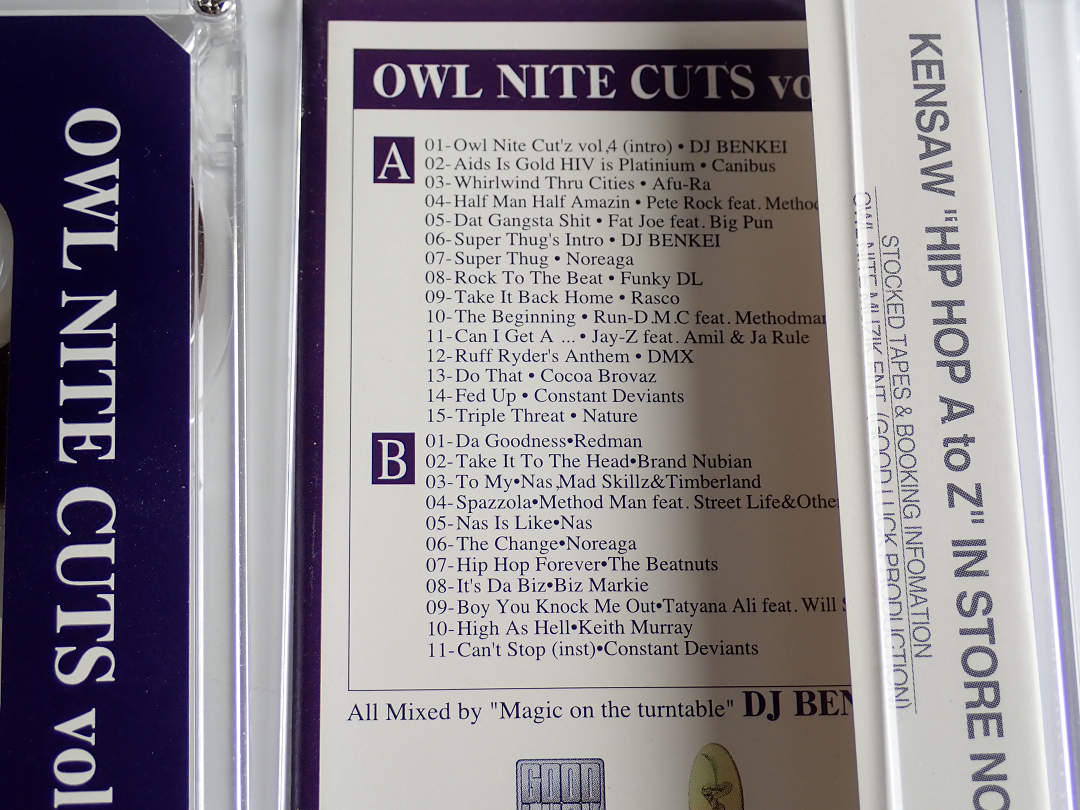 OWL NITE CUTS vol
OWL NITE CUTS vo
A
01-Owl Nite Cut'z vol,4 (intro) • DJ BENKEI
02-Aids Is Gold HIV is Platinium • Canibus
03-Whirlwind Thru Cities • Afu-Ra
04-Half Man Half Amazin • Pete Rock feat. Metho
05-Dat Gangsta Shit • Fat Joe feat. Big Pun
06-Super Thug's Intro • DJ BENKEI
07-Super Thug • Noreaga
08-Rock To The Beat • Funky DL
09-Take It Back Home • Rasco
10-The Beginning • Run-D.M.C feat. Methodman
11-Can I Get A ... • Jay-Z feat. Amil & Ja Rule
12-Ruff Ryder's Anthem • DMX
13-Do That • Cocoa Brovaz
14-Fed Up • Constant Deviants
15-Triple Threat • Nature
B
01-Da Goodness•Redman
02-Take It To The Head•Brand Nubian
03-To My•Nas,Mad Skillz&Timberland
04-Spazzola•Method Man feat. Street Life&Othe
05-Nas Is Like•Nas
06-The Change•Noreaga
07-Hip Hop Forever•The Beatnuts
08-It's Da Biz•Biz Markie
09-Boy You Knock Me Out•Tatyana Ali feat. Will
10-High As Hell•Keith Murray
11-Can't Stop (inst)•Constant Deviants
All Mixed by "Magic on the turntable" DJ BEN
GOOD
KENSAW "HIP HOP A to Z" IN STORE NO
STOCKED TAPES & BOOKING INFOMATION
OWL NITE MUZIK ENT. (GOOD LUCK PRODUCTION)